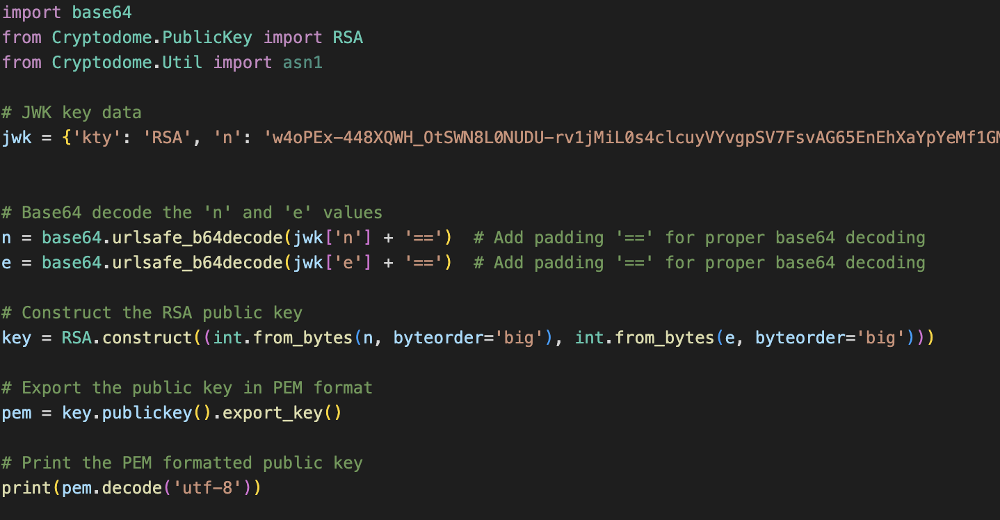 import base64
from Cryptodome.PublicKey import RSA
from Cryptodome.Util import asn1
# JWK key data
jwk = {'kty': 'RSA', 'n': 'w4oPEx-448XQWH_OtSWN8L0NUDU-rv1jMiL0s4clcuyVYvgpSV7FsvAG65EnEhXaYpYeMf1GM
# Base64 decode the 'n' and 'e' values
n = base64.urlsafe_b64decode(jwk['n'] + '==')  # Add padding '==' for proper base64 decoding
e = base64.urlsafe_b64decode(jwk['e'] + '==')  # Add padding '==' for proper base64 decoding
# Construct the RSA public key
key = RSA.construct((int.from_bytes(n, byteorder='big'), int.from_bytes(e, byteorder='big')))
# Export the public key in PEM format
pem = key.publickey().export_key()
# Print the PEM formatted public key
print(pem.decode('utf-8'))